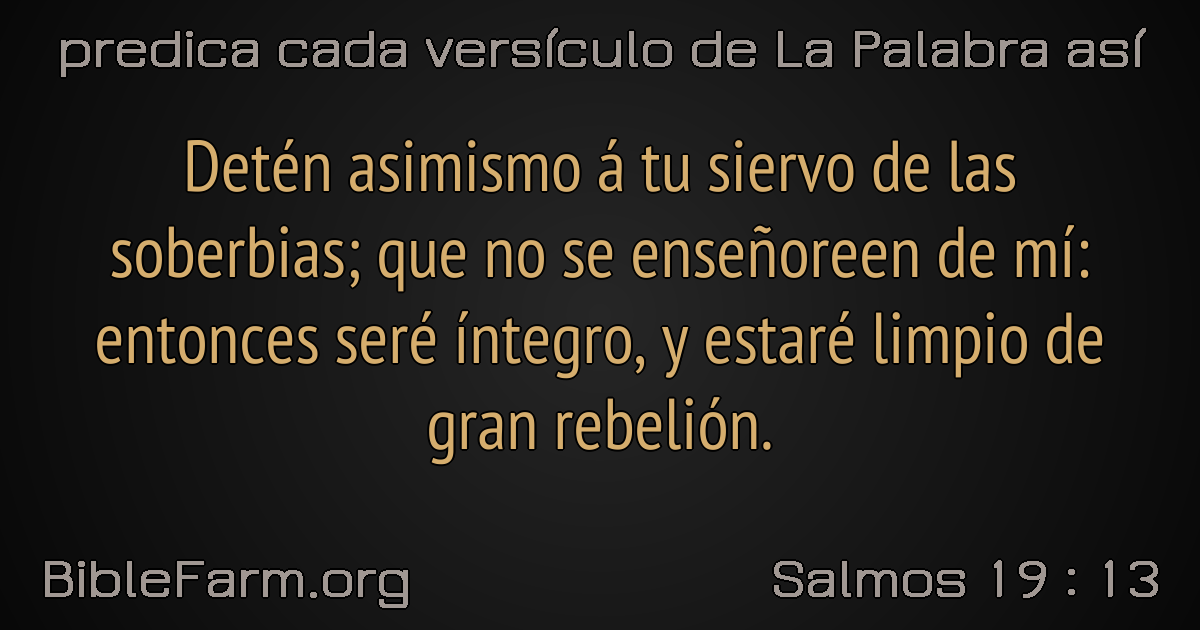 predica cada versículo de La Palabra así
Detén asimismo á tu siervo de las
soberbias; que no se enseñoreen de mí:
entonces seré íntegro, y estaré limpio de
gran rebelión.
BibleFarm.org
Salmos 19 : 13